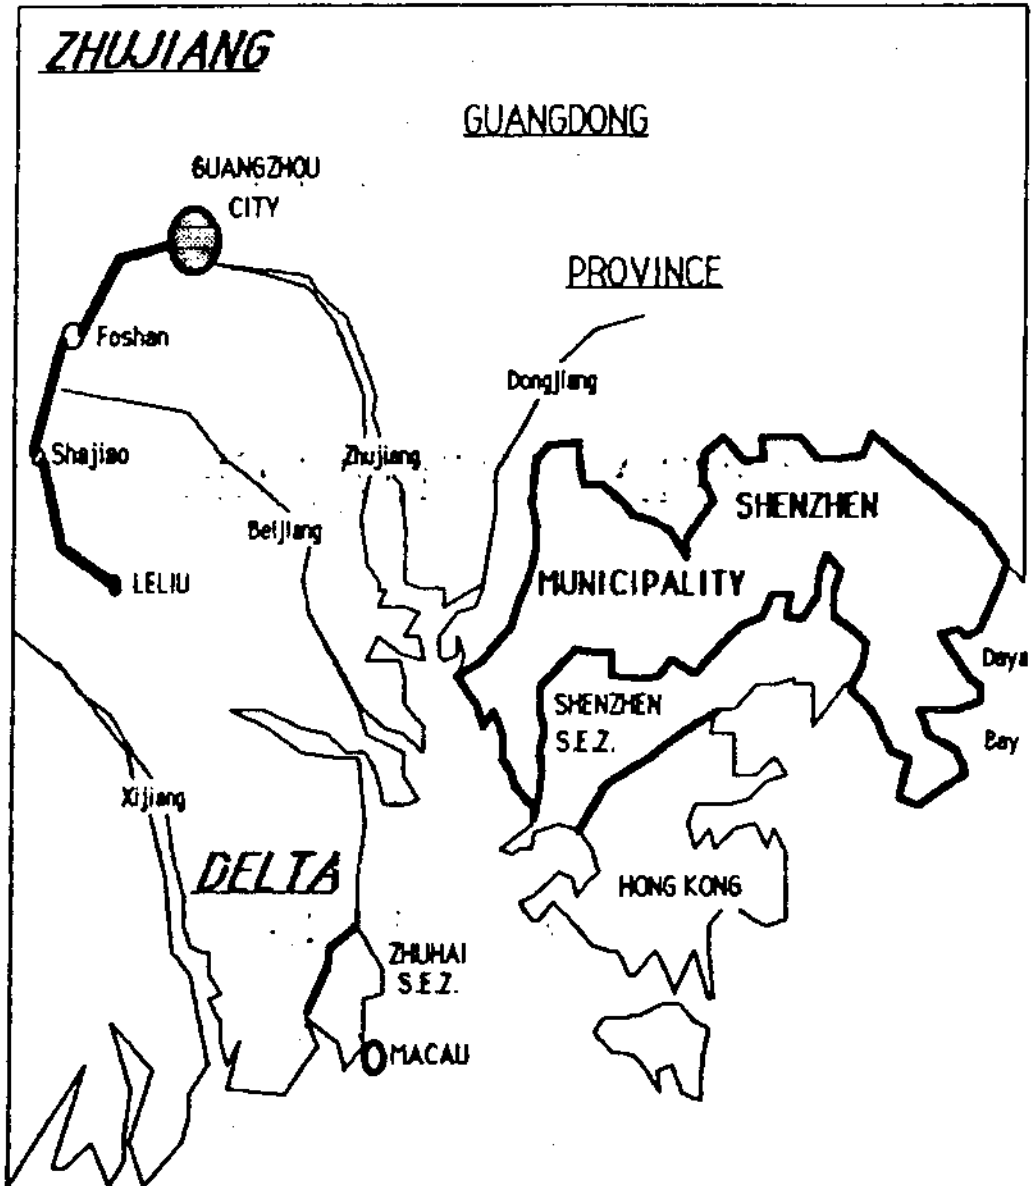 ZHUJIANG
GUANGDONG
GUANGZHOU
CITY
PROVINCE
Foshan
Dongjiang
Shajiao
Zhujiang
SHENZHEN
Beijiang
LELIU
MUNICIPALITY
Daya
SHENZHEN
S.E.Z.
Bay
Xijiang
DELTA
HONG KONG
ZHUHAI
S.E.Z.
MACAU